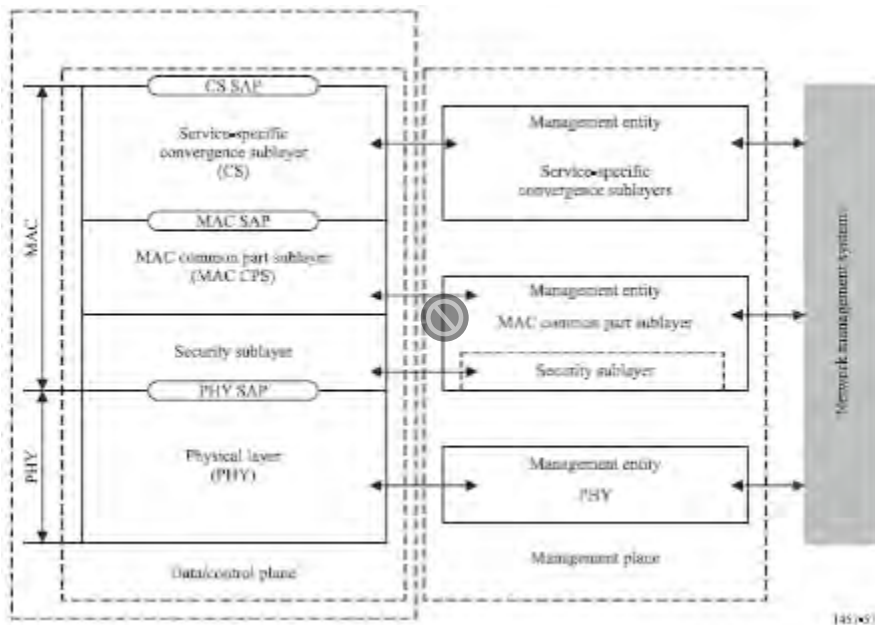 CS SAP
Service-specific
convergence sublayer
(CS)
MAC SAP
MAC common part sublayer
(MAC CPS)
Security sublayer
PHY SAP
Physical layer
(PHY)
Data/control plane
MAC
PHY
Management entity
Service-specific
convergence sublayers
Management entity
MAC common part sublayer
Security sublayer
Management entity
PHY
Management plane
Network management system